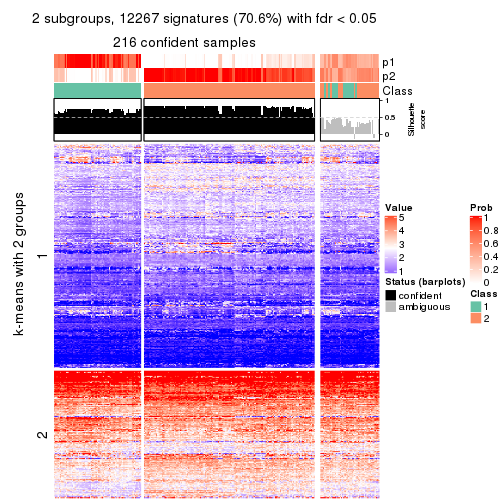 2 subgroups, 12267 signatures (70.6%) with fdr < 0.05
216 confident samples
p1
p2
Class
1
0.5
0
Silhouette
score
k-means with 2 groups
1
2
Value
5
4
3
2
1
Status (barplots)
confident
ambiguous
Prob
1
0.8
0.6
0.4
0.2
0
Class
1
2